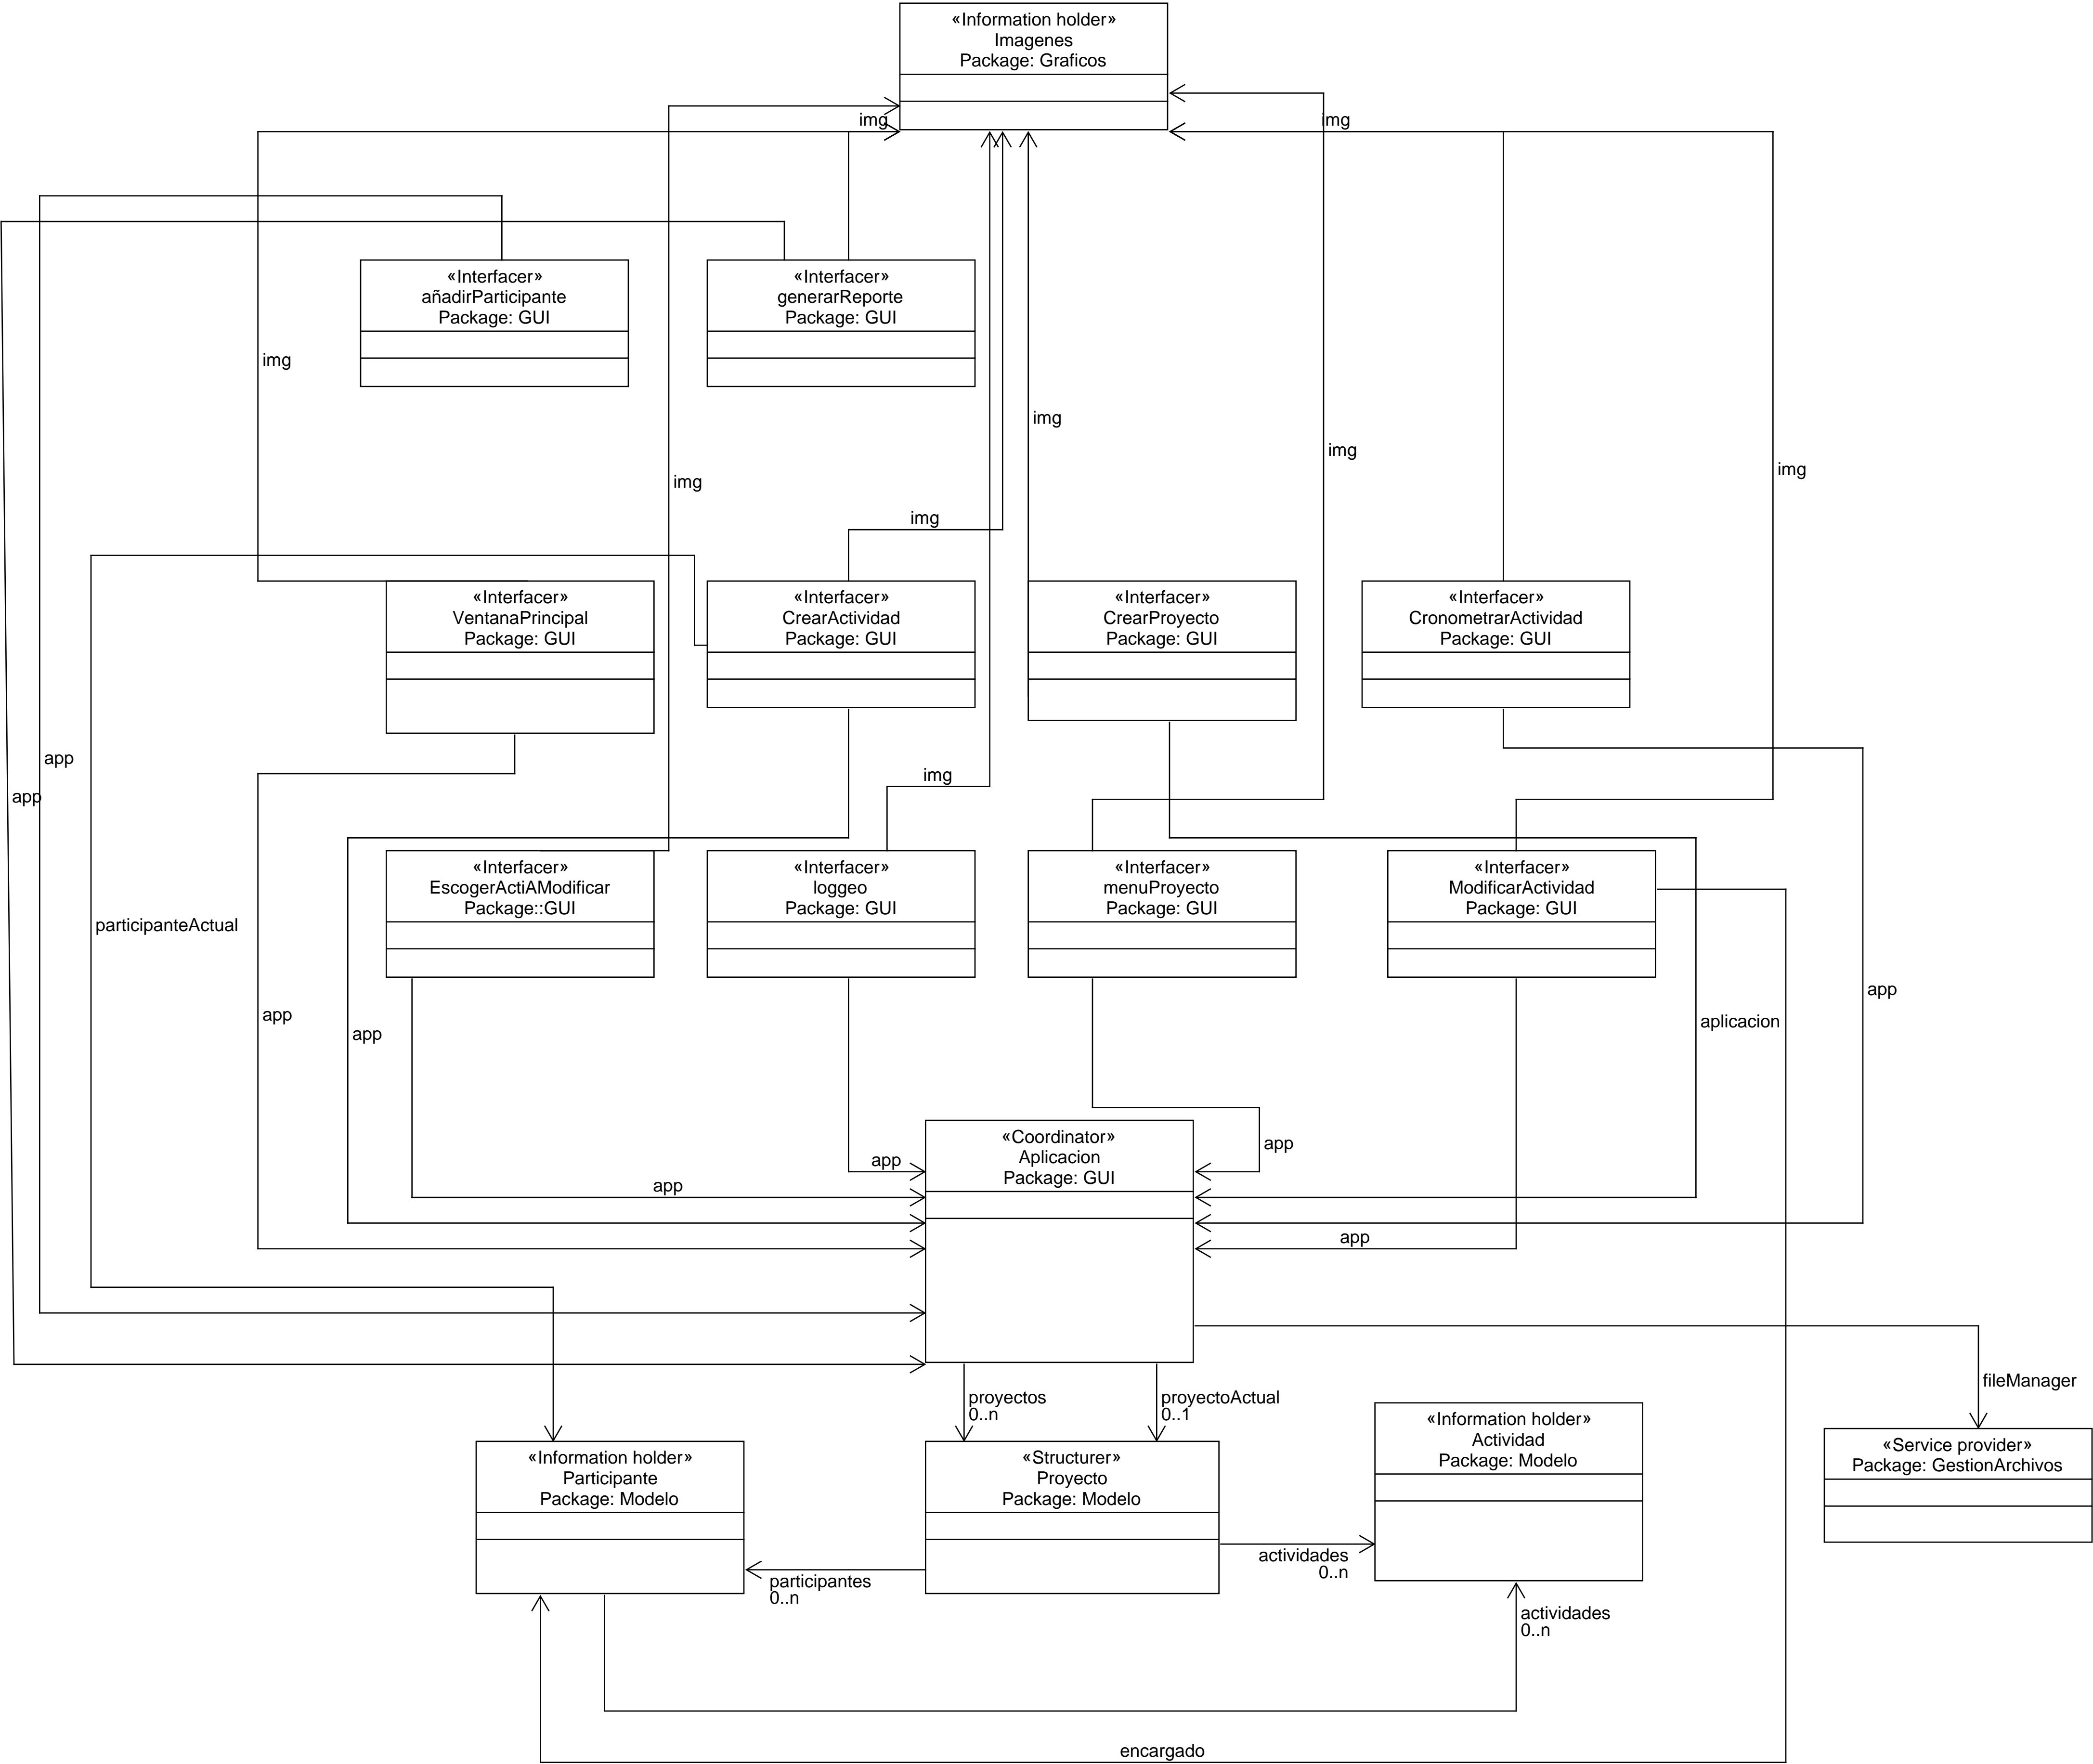 «Information holder»
Imagenes
Package: Graficos
img
img
«Interfacer»
añadirParticipante
Package: GUI
«Interfacer»
generarReporte
Package: GUI
img
img
img
img
img
img
«Interfacer»
VentanaPrincipal
Package: GUI
«Interfacer»
CrearActividad
Package: GUI
«Interfacer»
CrearProyecto
Package: GUI
«Interfacer»
CronometrarActividad
Package: GUI
app
app
img
«Interfacer»
EscogerActiAModificar
Package::GUI
«Interfacer»
loggeo
Package: GUI
«Interfacer»
menuProyecto
Package: GUI
«Interfacer»
ModificarActividad
Package: GUI
participanteActual
app
app
aplicacion
app
«Coordinator»
Aplicacion
Package: GUI
app
app
app
app
proyectos
0..n
proyectoActual
0..1
fileManager
«Information holder»
Participante
Package: Modelo
«Structurer»
Proyecto
Package: Modelo
«Information holder»
Actividad
Package: Modelo
«Service provider»
Package: GestionArchivos
participantes
0..n
actividades
0..n
actividades
0..n
encargado